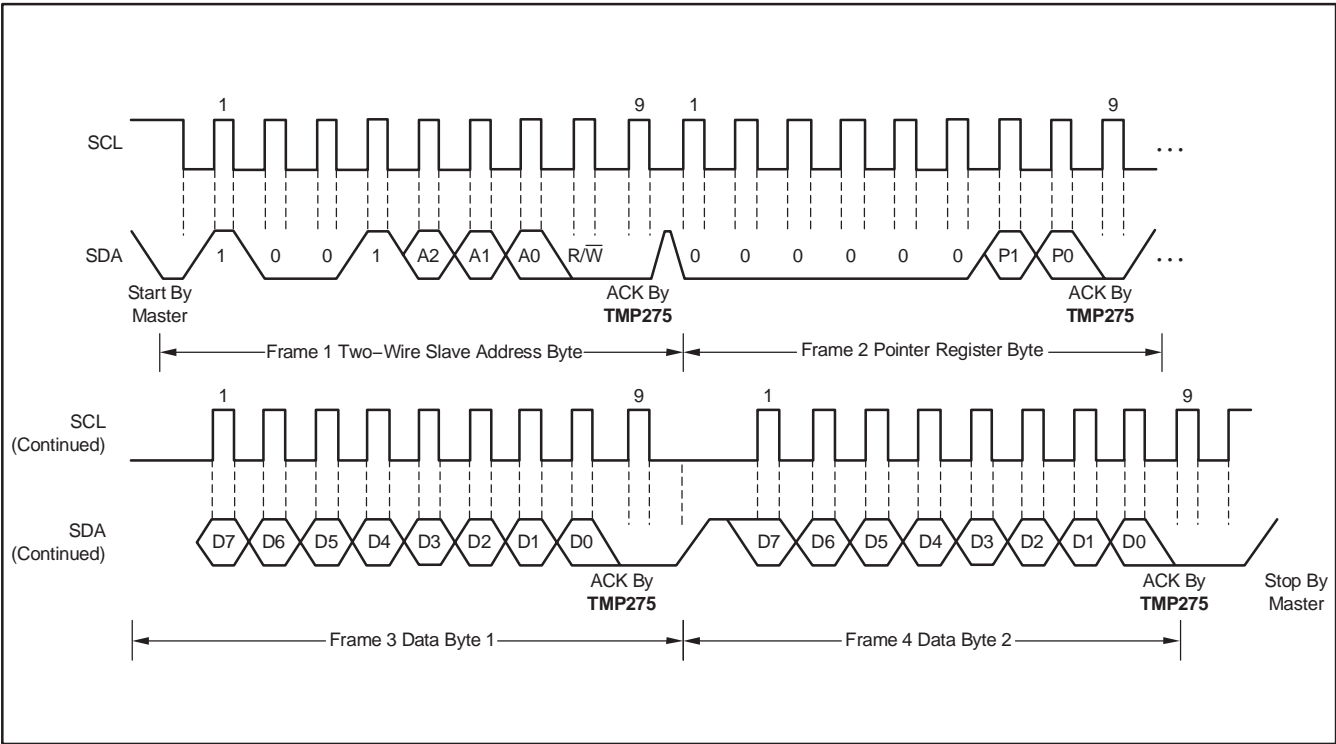 1 9 1 9
SCL ...
SDA 1 0 0 1 A2 A1 A0 R/W̅ 0 0 0 0 0 0 P1 P0 ...
Start By Master
ACK By TMP275
ACK By TMP275
Frame 1 Two−Wire Slave Address Byte
Frame 2 Pointer Register Byte
1 9 1 9
SCL (Continued)
SDA (Continued)
D7 D6 D5 D4 D3 D2 D1 D0 D7 D6 D5 D4 D3 D2 D1 D0
ACK By TMP275
ACK By TMP275
Stop By Master
Frame 3 Data Byte 1
Frame 4 Data Byte 2